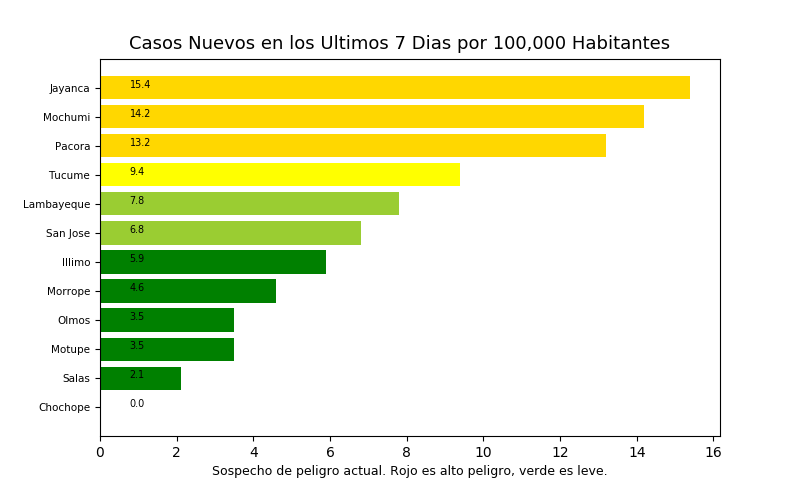 Casos Nuevos en los Ultimos 7 Dias por 100,000 Habitantes
Jayanca 15.4
Mochumi 14.2
Pacora 13.2
Tucume 9.4
Lambayeque 7.8
San Jose 6.8
Illimo 5.9
Morrope 4.6
Olmos 3.5
Motupe 3.5
Salas 2.1
Chochope 0.0
0 2 4 6 8 10 12 14 16
Sospecho de peligro actual. Rojo es alto peligro, verde es leve.